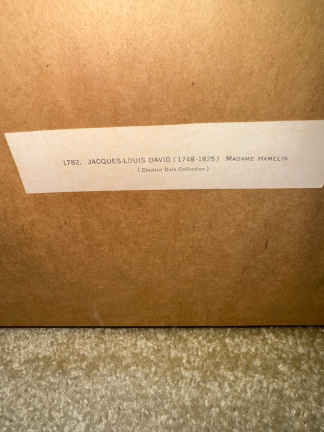 1782. JACQUES-LOUIS DAVID (1748-1825) MADAME HAMELIN
(Chester Dale Collection)